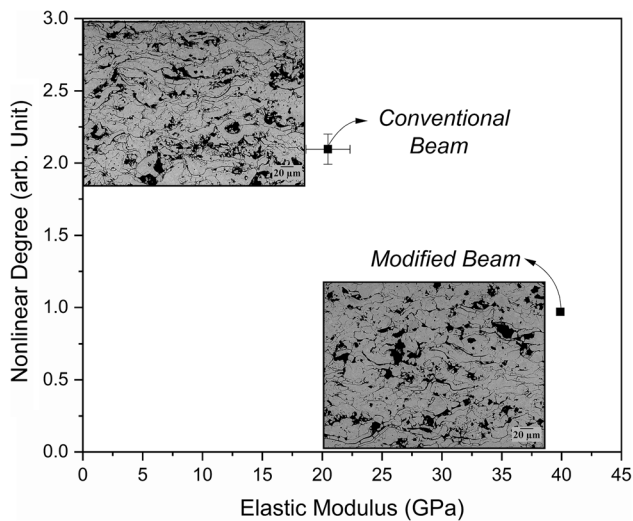 3.0
2.5
2.0
1.5
1.0
0.5
0.0
Nonlinear Degree (arb. Unit)
20 µm
Conventional
Beam
Modified Beam
20 µm
0 5 10 15 20 25 30 35 40 45
Elastic Modulus (GPa)